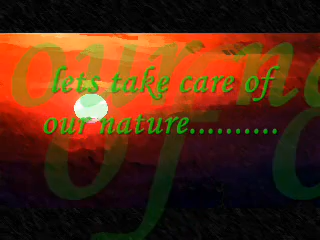 lets take care of
our nature..........